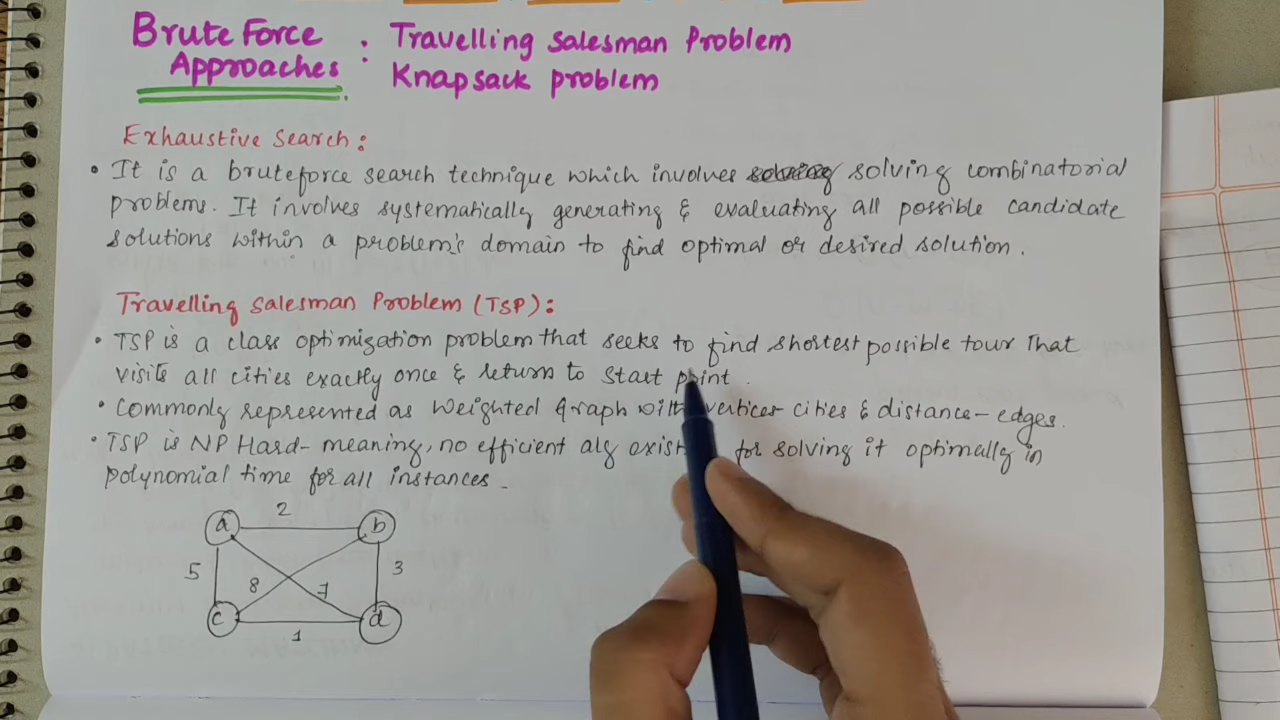 Brute Force Approaches : Travelling Salesman Problem
Knapsack problem
Exhaustive Search:
• It is a bruteforce search technique which involves solving combinatorial
problems. It involves systematically generating & evaluating all possible candidate
solutions within a problem's domain to find optimal or desired solution.
Travelling Salesman Problem (TSP):
• TSP is a class optimization problem that seeks to find shortest possible tour that
visits all cities exactly once & return to start point.
• Commonly represented as Weighted Graph with vertices- cities & distance - edges.
• TSP is NP Hard- meaning, no efficient alg exist for solving it optimally in
polynomial time for all instances.
a 2 b
5 8 7 3
c 1 d